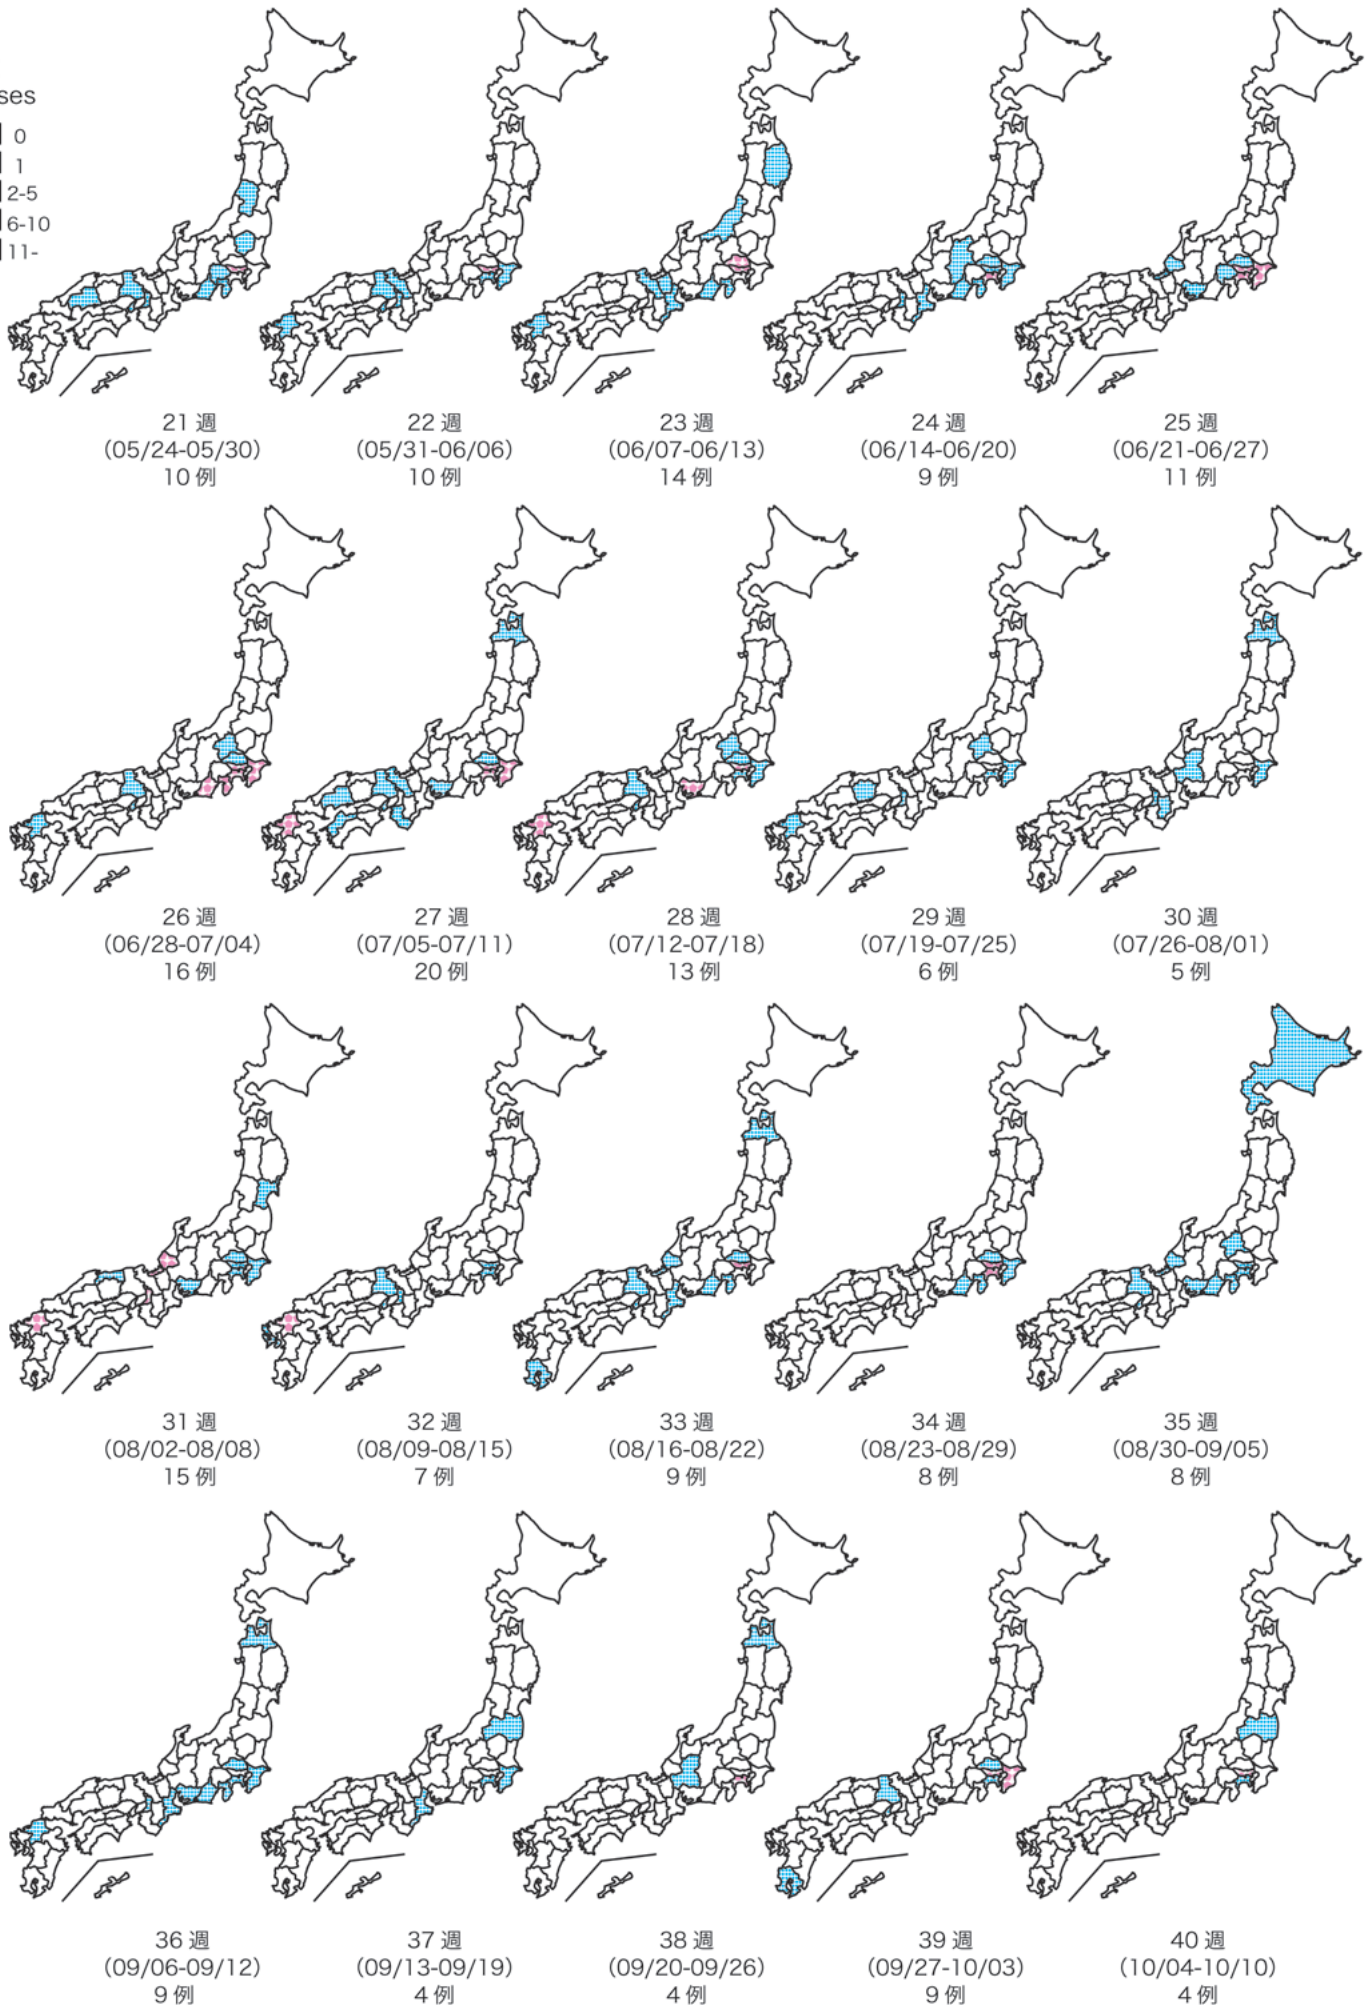 ses
0
1
2-5
6-10
11-
21 週
(05/24-05/30)
10 例
22 週
(05/31-06/06)
10 例
23 週
(06/07-06/13)
14 例
24 週
(06/14-06/20)
9 例
25 週
(06/21-06/27)
11 例
26 週
(06/28-07/04)
16 例
27 週
(07/05-07/11)
20 例
28 週
(07/12-07/18)
13 例
29 週
(07/19-07/25)
6 例
30 週
(07/26-08/01)
5 例
31 週
(08/02-08/08)
15 例
32 週
(08/09-08/15)
7 例
33 週
(08/16-08/22)
9 例
34 週
(08/23-08/29)
8 例
35 週
(08/30-09/05)
8 例
36 週
(09/06-09/12)
9 例
37 週
(09/13-09/19)
4 例
38 週
(09/20-09/26)
4 例
39 週
(09/27-10/03)
9 例
40 週
(10/04-10/10)
4 例